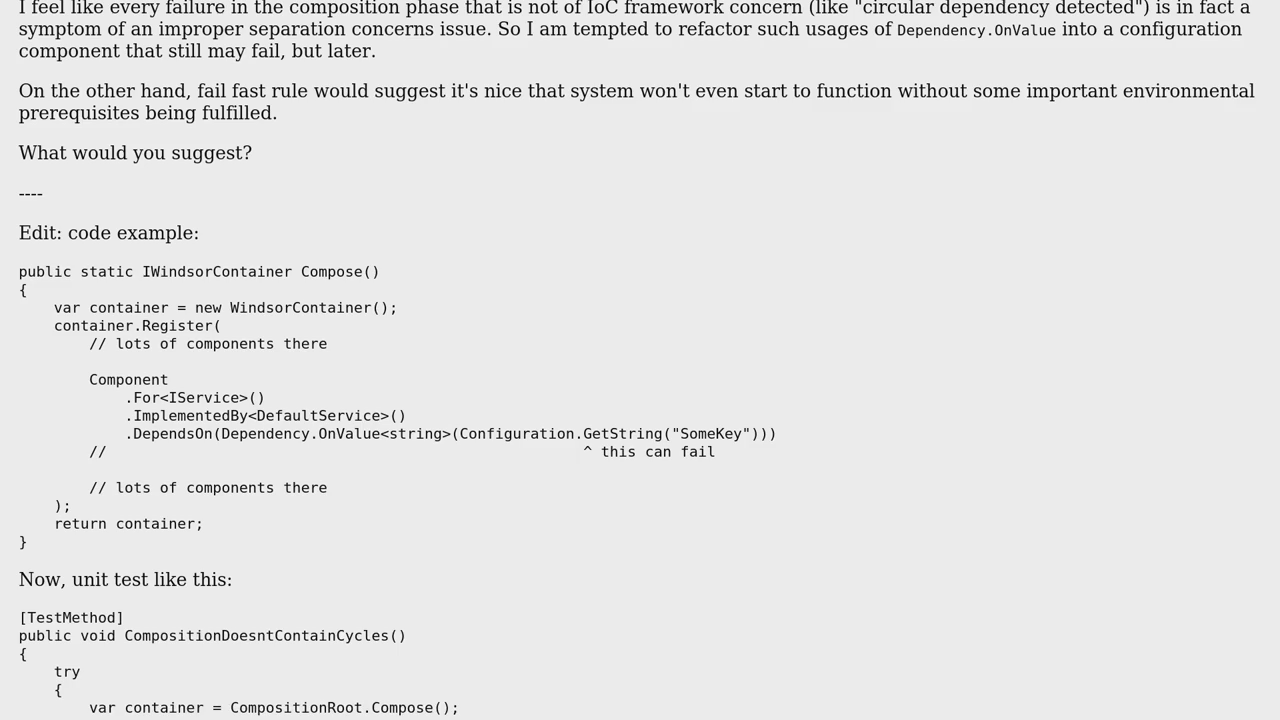 I feel like every failure in the composition phase that is not of IoC framework concern (like "circular dependency detected") is in fact a
symptom of an improper separation concerns issue. So I am tempted to refactor such usages of Dependency.OnValue into a configuration
component that still may fail, but later.
On the other hand, fail fast rule would suggest it's nice that system won't even start to function without some important environmental
prerequisites being fulfilled.
What would you suggest?
----
Edit: code example:
public static IWindsorContainer Compose()
{
    var container = new WindsorContainer();
    container.Register(
        // lots of components there
        Component
            .For<IService>()
            .ImplementedBy<DefaultService>()
            .DependsOn(Dependency.OnValue<string>(Configuration.GetString("SomeKey")))
        //                                                      ^ this can fail
        // lots of components there
    );
    return container;
}
Now, unit test like this:
[TestMethod]
public void CompositionDoesntContainCycles()
{
    try
    {
        var container = CompositionRoot.Compose();